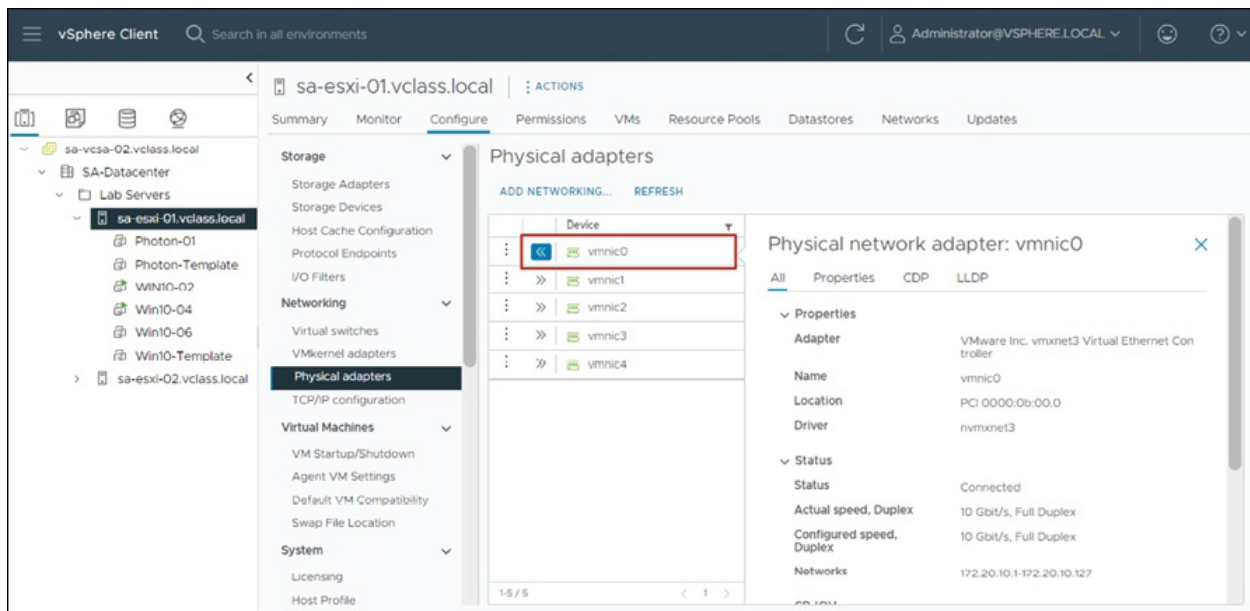 vSphere Client
Search in all environments
Administrator@VSPHERE.LOCAL
sa-esxi-01.vclass.local
ACTIONS
Summary Monitor Configure Permissions VMs Resource Pools Datastores Networks Updates
sa-vcsa-02.vclass.local
SA-Datacenter
Lab Servers
sa-esxi-01.vclass.local
Photon-01
Photon-Template
WIN10-02
Win10-04
Win10-06
Win10-Template
sa-esxi-02.vclass.local
Storage
Storage Adapters
Storage Devices
Host Cache Configuration
Protocol Endpoints
I/O Filters
Networking
Virtual switches
VMkernel adapters
Physical adapters
TCP/IP configuration
Virtual Machines
VM Startup/Shutdown
Agent VM Settings
Default VM Compatibility
Swap File Location
System
Licensing
Host Profile
Physical adapters
ADD NETWORKING... REFRESH
Device
vmnic0
vmnic1
vmnic2
vmnic3
vmnic4
1-5 / 5
1
Physical network adapter: vmnic0
All Properties CDP LLDP
Properties
Adapter VMware Inc. vmxnet3 Virtual Ethernet Con
troller
Name vmnic0
Location PCI 0000:0b:00.0
Driver nvmxnet3
Status
Status Connected
Actual speed, Duplex 10 Gbit/s, Full Duplex
Configured speed, 10 Gbit/s, Full Duplex
Duplex
Networks 172.20.10.1-172.20.10.127